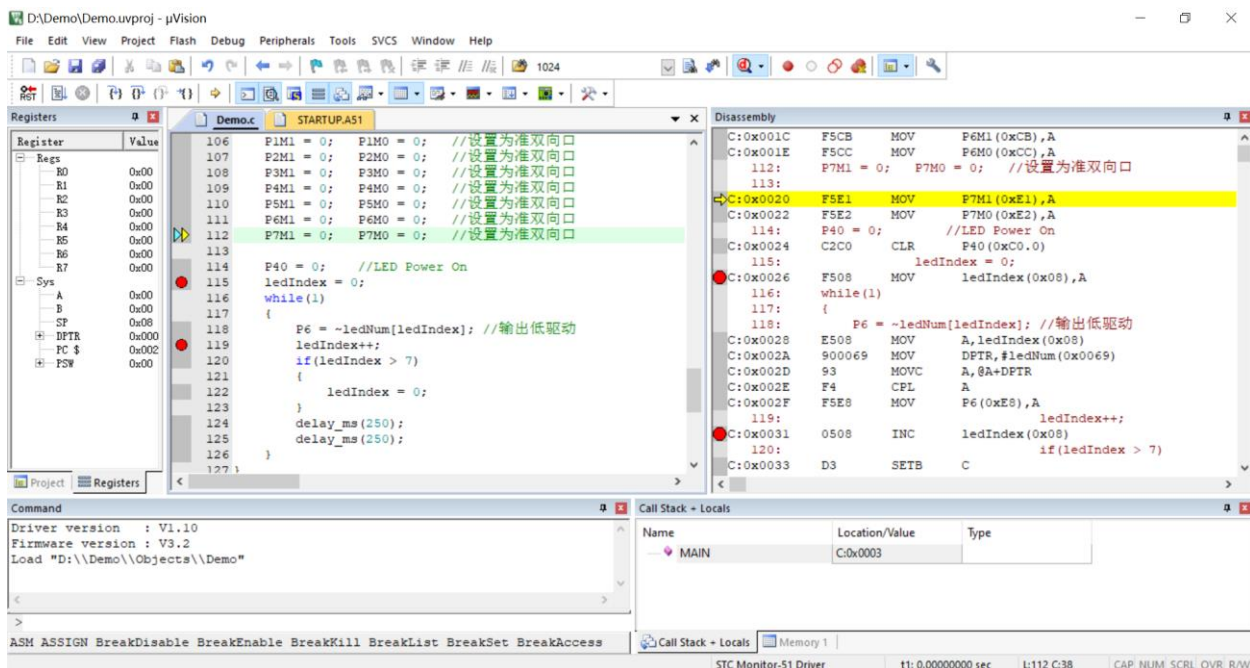 D:\Demo\Demo.uvproj - µVision
File Edit View Project Flash Debug Peripherals Tools SVCS Window Help
1024
Registers
Register Value
Regs
R0 0x00
R1 0x00
R2 0x00
R3 0x00
R4 0x00
R5 0x00
R6 0x00
R7 0x00
Sys
A 0x00
B 0x00
SP 0x08
DPTR 0x000
PC $ 0x002
PSW 0x00
Project Registers
Demo.c STARTUP.A51
106 P1M1 = 0; P1M0 = 0; //设置为准双向口
107 P2M1 = 0; P2M0 = 0; //设置为准双向口
108 P3M1 = 0; P3M0 = 0; //设置为准双向口
109 P4M1 = 0; P4M0 = 0; //设置为准双向口
110 P5M1 = 0; P5M0 = 0; //设置为准双向口
111 P6M1 = 0; P6M0 = 0; //设置为准双向口
112 P7M1 = 0; P7M0 = 0; //设置为准双向口
113
114 P40 = 0; //LED Power On
115 ledIndex = 0;
116 while(1)
117 {
118 P6 = ~ledNum[ledIndex]; //输出低驱动
119 ledIndex++;
120 if(ledIndex > 7)
121 {
122 ledIndex = 0;
123 }
124 delay_ms(250);
125 delay_ms(250);
126 }
127 }
Disassembly
C:0x001C F5CB MOV P6M1(0xCB),A
C:0x001E F5CC MOV P6M0(0xCC),A
112: P7M1 = 0; P7M0 = 0; //设置为准双向口
113:
C:0x0020 F5E1 MOV P7M1(0xE1),A
C:0x0022 F5E2 MOV P7M0(0xE2),A
114: P40 = 0; //LED Power On
C:0x0024 C2C0 CLR P40(0xC0.0)
115: ledIndex = 0;
C:0x0026 F508 MOV ledIndex(0x08),A
116: while(1)
117: {
118: P6 = ~ledNum[ledIndex]; //输出低驱动
C:0x0028 E508 MOV A,ledIndex(0x08)
C:0x002A 900069 MOV DPTR,#ledNum(0x0069)
C:0x002D 93 MOVC A,@A+DPTR
C:0x002E F4 CPL A
C:0x002F F5E8 MOV P6(0xE8),A
119: ledIndex++;
C:0x0031 0508 INC ledIndex(0x08)
120: if(ledIndex > 7)
C:0x0033 D3 SETB C
Command
Driver version : V1.10
Firmware version : V3.2
Load "D:\\Demo\\Objects\\Demo"
>
ASM ASSIGN BreakDisable BreakEnable BreakKill BreakList BreakSet BreakAccess
Call Stack + Locals
Name Location/Value Type
MAIN C:0x0003
Call Stack + Locals Memory 1
STC Monitor-51 Driver t1: 0.00000000 sec L:112 C:38 CAP NUM SCRL OVR R/W